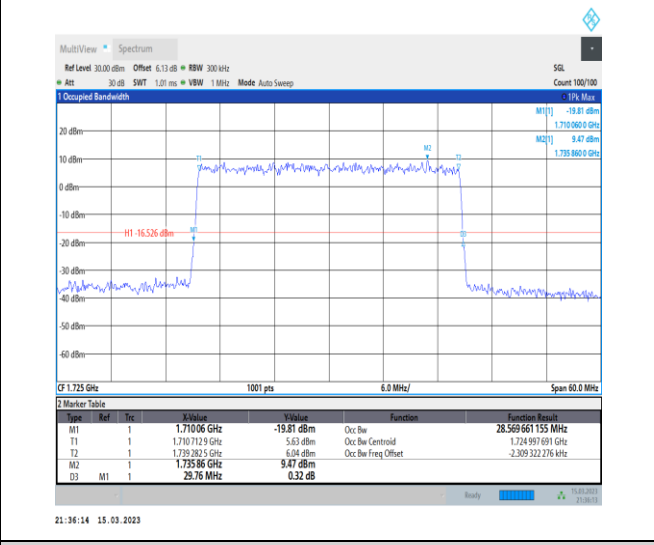 MultiView Spectrum
Ref Level 30.00 dBm Offset 6.13 dB RBW 300 kHz SGL
Att 30 dB SWT 1.01 ms VBW 1 MHz Mode Auto Sweep Count 100/100
1 Occupied Bandwidth 1Pk Max
M1[1] -19.81 dBm
1.710 060 0 GHz
M2[1] 9.47 dBm
1.735 860 0 GHz
20 dBm
M2
10 dBm
T1 T2
0 dBm
-10 dBm
H1 -16.526 dBm
M1
D3
-20 dBm
-30 dBm
-40 dBm
-50 dBm
-60 dBm
CF 1.725 GHz 1001 pts 6.0 MHz/ Span 60.0 MHz
2 Marker Table
Type Ref Trc X-Value Y-Value Function Function Result
M1 1 1.71006 GHz -19.81 dBm Occ Bw 28.569 661 155 MHz
T1 1 1.710 712 9 GHz 5.63 dBm Occ Bw Centroid 1.724 997 691 GHz
T2 1 1.739 282 5 GHz 6.04 dBm Occ Bw Freq Offset -2.309 322 276 kHz
M2 1 1.735 86 GHz 9.47 dBm
D3 M1 1 29.76 MHz 0.32 dB
Ready 15.03.2023
21:36:13
21:36:14 15.03.2023